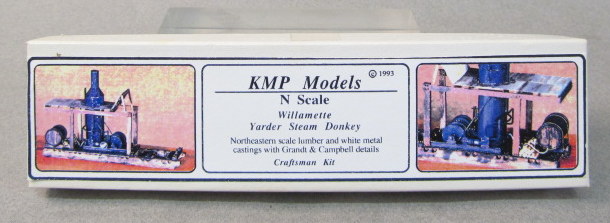 © 1993
KMP Models
N Scale
Willamette
Yarder Steam Donkey
Northeastern scale lumber and white metal
castings with Grandt & Campbell details
Craftsman Kit